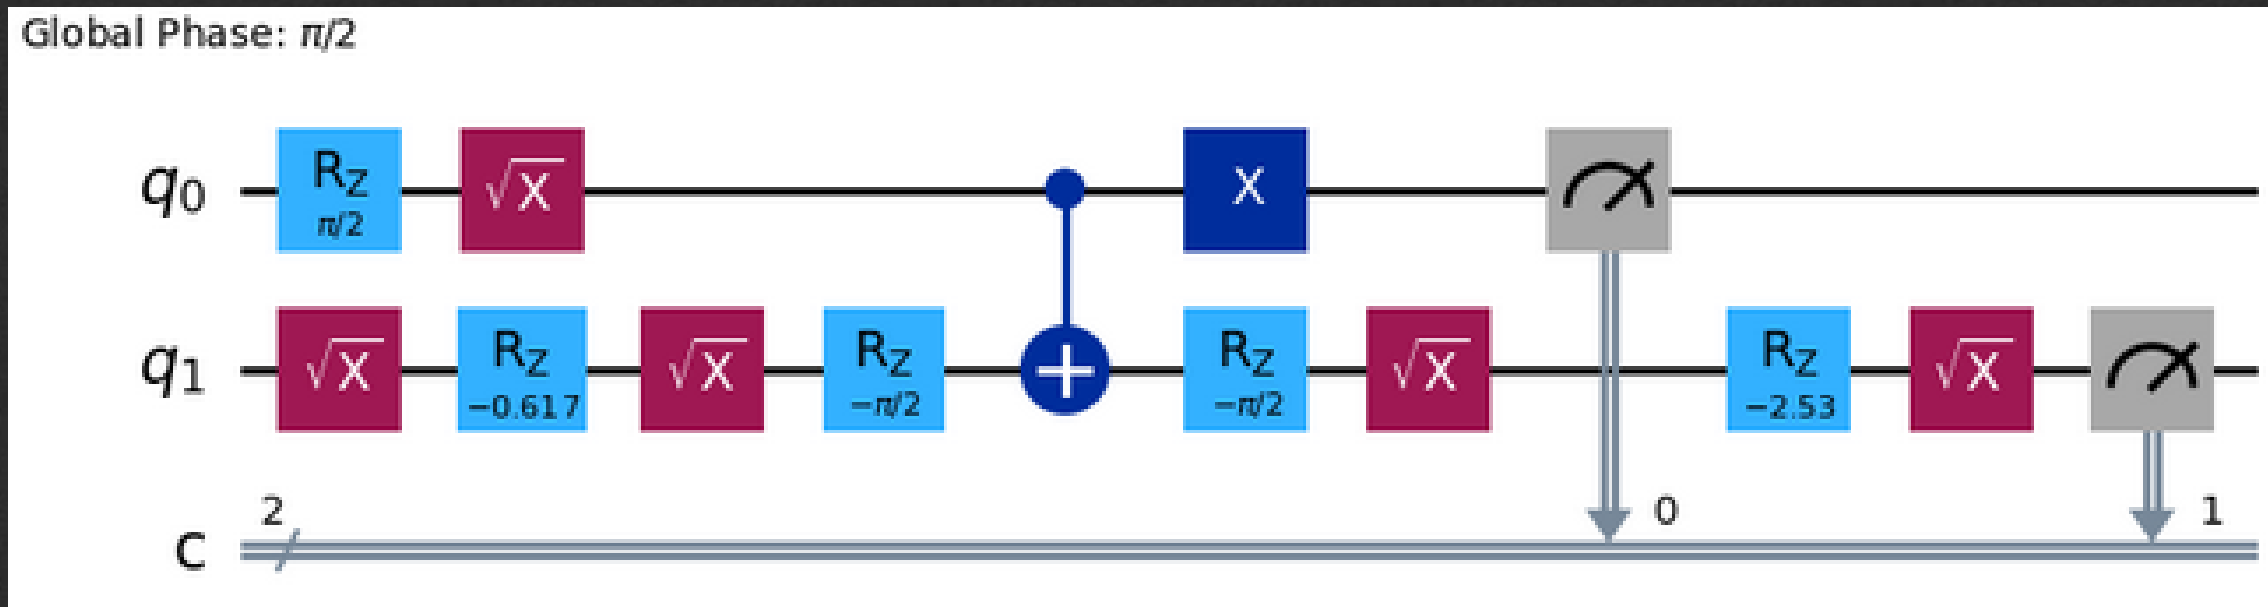 Global Phase: π/2
q0 RZ π/2 √X X
q1 √X RZ −0.617 √X RZ −π/2 RZ −π/2 √X RZ −2.53 √X
c 2 0 1